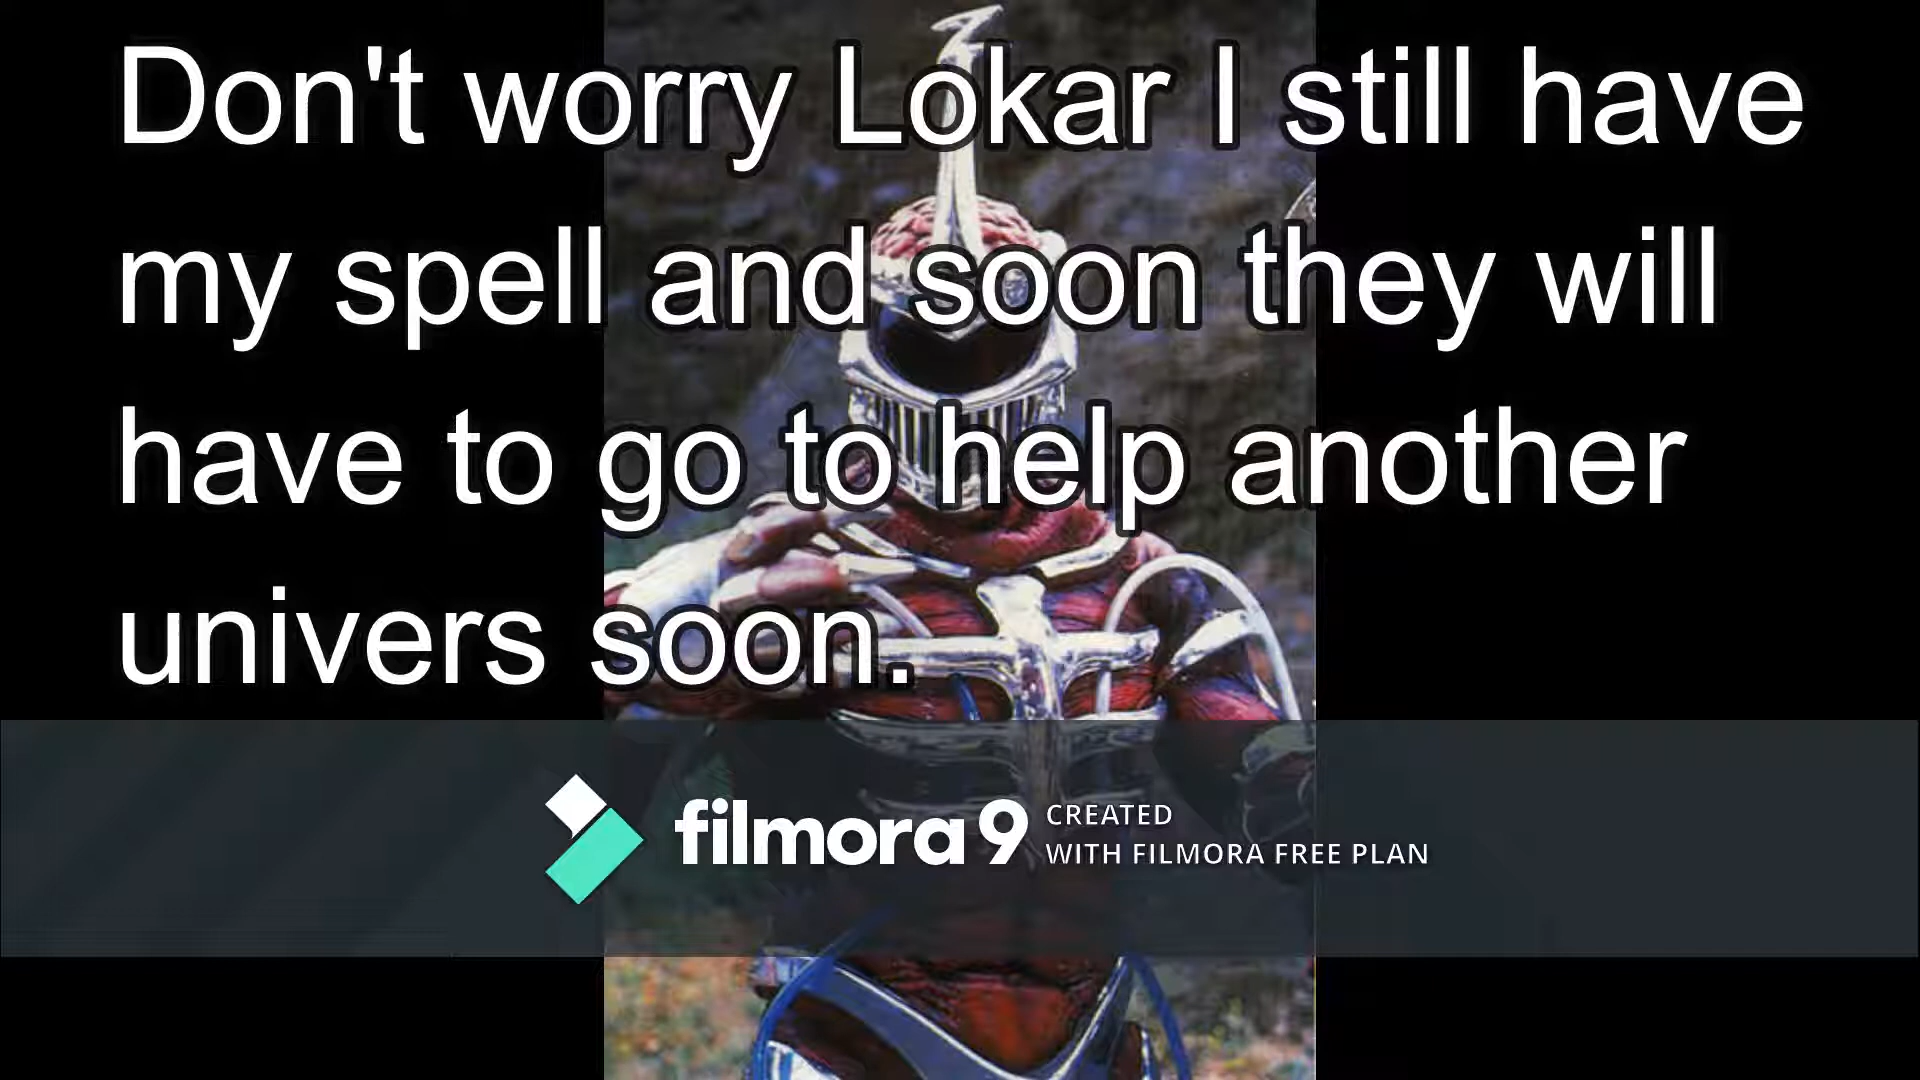 Don't worry Lokar I still have
my spell and soon they will
have to go to help another
univers soon.
filmora 9 CREATED
WITH FILMORA FREE PLAN